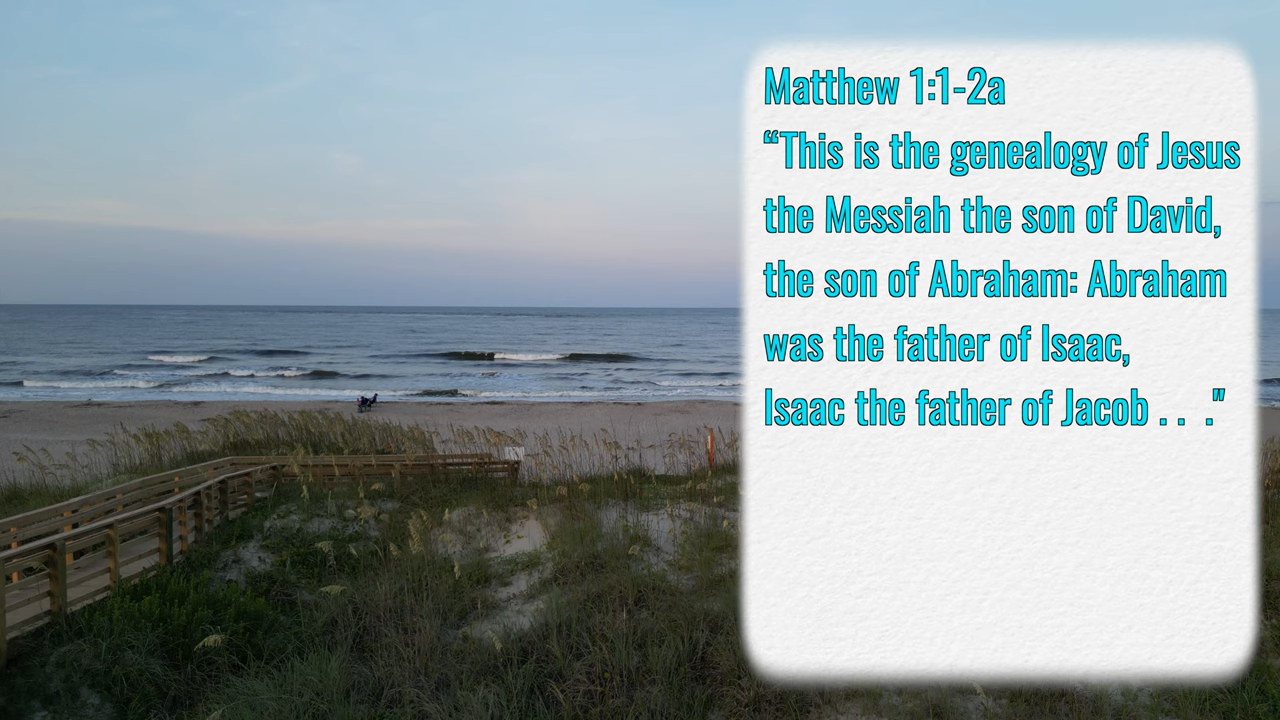 Matthew 1:1-2a
“This is the genealogy of Jesus
the Messiah the son of David,
the son of Abraham: Abraham
was the father of Isaac,
Isaac the father of Jacob . .  ."